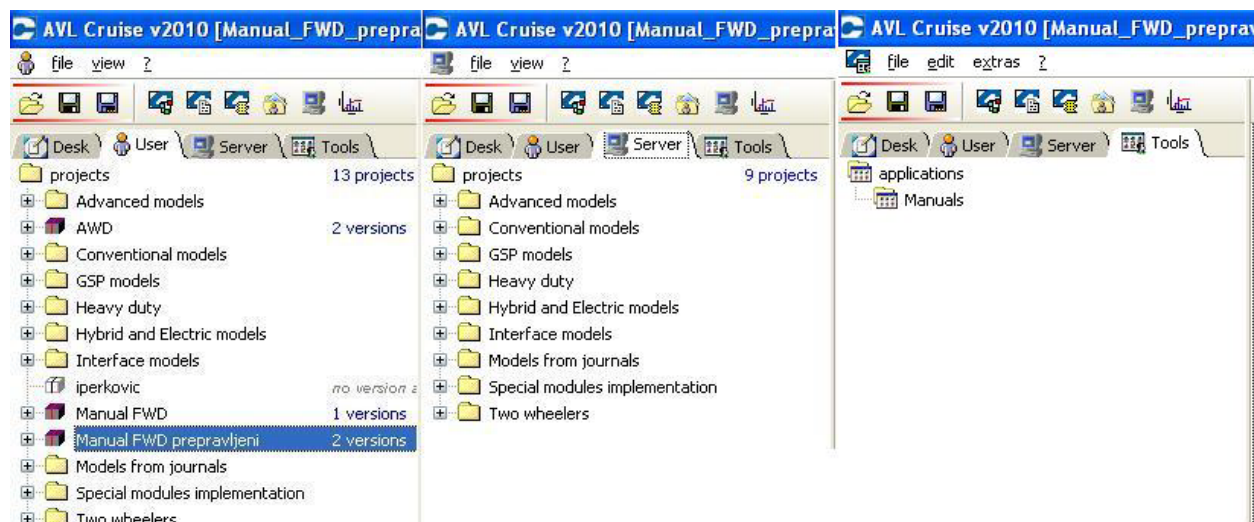 AVL Cruise v2010 [Manual_FWD_prepra
file view ?
Desk User Server Tools
projects 13 projects
Advanced models
AWD 2 versions
Conventional models
GSP models
Heavy duty
Hybrid and Electric models
Interface models
iperkovic no version a
Manual FWD 1 versions
Manual FWD prepravljeni 2 versions
Models from journals
Special modules implementation
Two wheelers
AVL Cruise v2010 [Manual_FWD_prepra
file view ?
Desk User Server Tools
projects 9 projects
Advanced models
Conventional models
GSP models
Heavy duty
Hybrid and Electric models
Interface models
Models from journals
Special modules implementation
Two wheelers
AVL Cruise v2010 [Manual_FWD_prepra
file edit extras ?
Desk User Server Tools
applications
Manuals